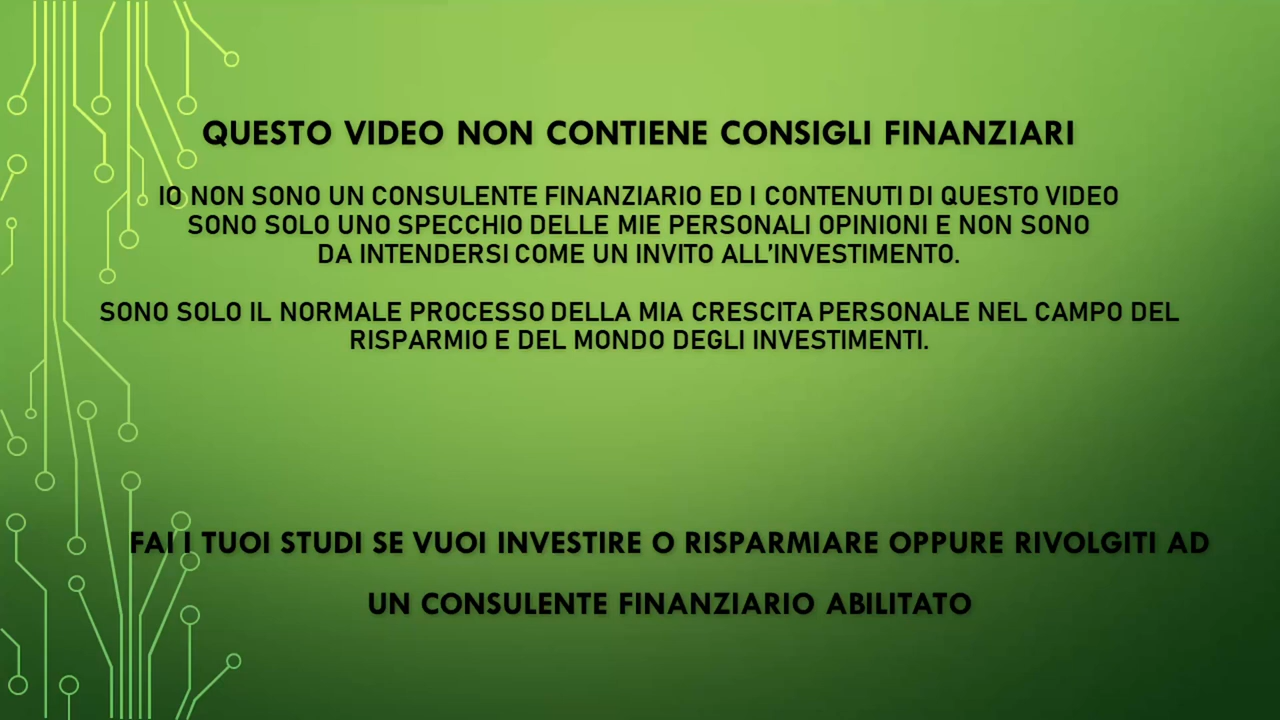 QUESTO VIDEO NON CONTIENE CONSIGLI FINANZIARI
IO NON SONO UN CONSULENTE FINANZIARIO ED I CONTENUTI DI QUESTO VIDEO
SONO SOLO UNO SPECCHIO DELLE MIE PERSONALI OPINIONI E NON SONO
DA INTENDERSI COME UN INVITO ALL'INVESTIMENTO.
SONO SOLO IL NORMALE PROCESSO DELLA MIA CRESCITA PERSONALE NEL CAMPO DEL
RISPARMIO E DEL MONDO DEGLI INVESTIMENTI.
FAI I TUOI STUDI SE VUOI INVESTIRE O RISPARMIARE OPPURE RIVOLGITI AD
UN CONSULENTE FINANZIARIO ABILITATO